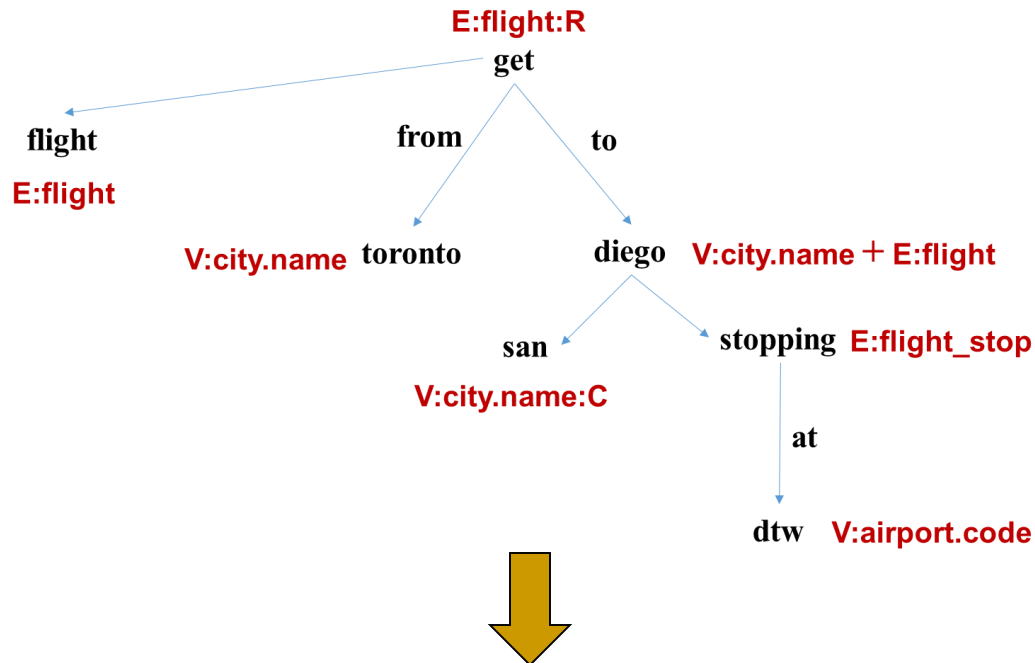 E:flight:R
get
flight
from
to
E:flight
V:city.name toronto
diego V:city.name + E:flight
san
stopping E:flight_stop
V:city.name:C
at
dtw V:airport.code